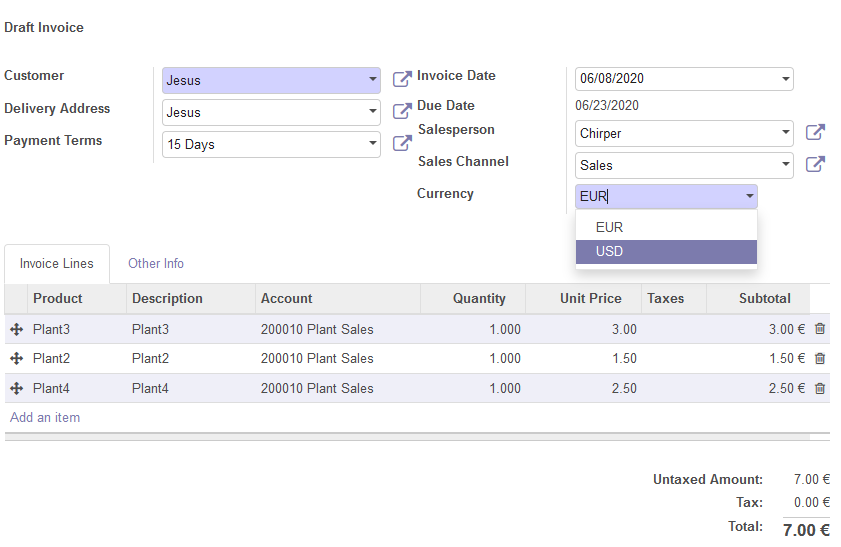 Draft Invoice
Customer Jesus Invoice Date 06/08/2020
Delivery Address Jesus Due Date 06/23/2020
Payment Terms 15 Days Salesperson Chirper
Sales Channel Sales
Currency EUR
EUR
USD
Invoice Lines Other Info
Product Description Account Quantity Unit Price Taxes Subtotal
Plant3 Plant3 200010 Plant Sales 1.000 3.00 3.00 €
Plant2 Plant2 200010 Plant Sales 1.000 1.50 1.50 €
Plant4 Plant4 200010 Plant Sales 1.000 2.50 2.50 €
Add an item
Untaxed Amount: 7.00 €
Tax: 0.00 €
Total: 7.00 €